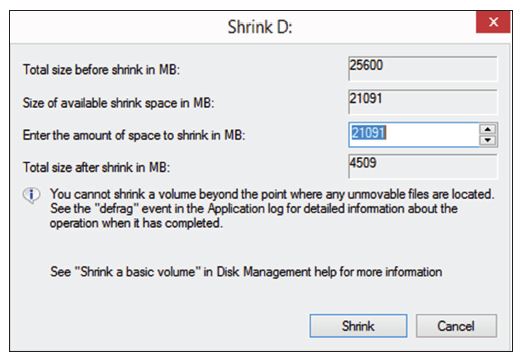 Shrink D:
Total size before shrink in MB: 25600
Size of available shrink space in MB: 21091
Enter the amount of space to shrink in MB: 21091
Total size after shrink in MB: 4509
You cannot shrink a volume beyond the point where any unmovable files are located.
See the "defrag" event in the Application log for detailed information about the
operation when it has completed.
See "Shrink a basic volume" in Disk Management help for more information
Shrink Cancel